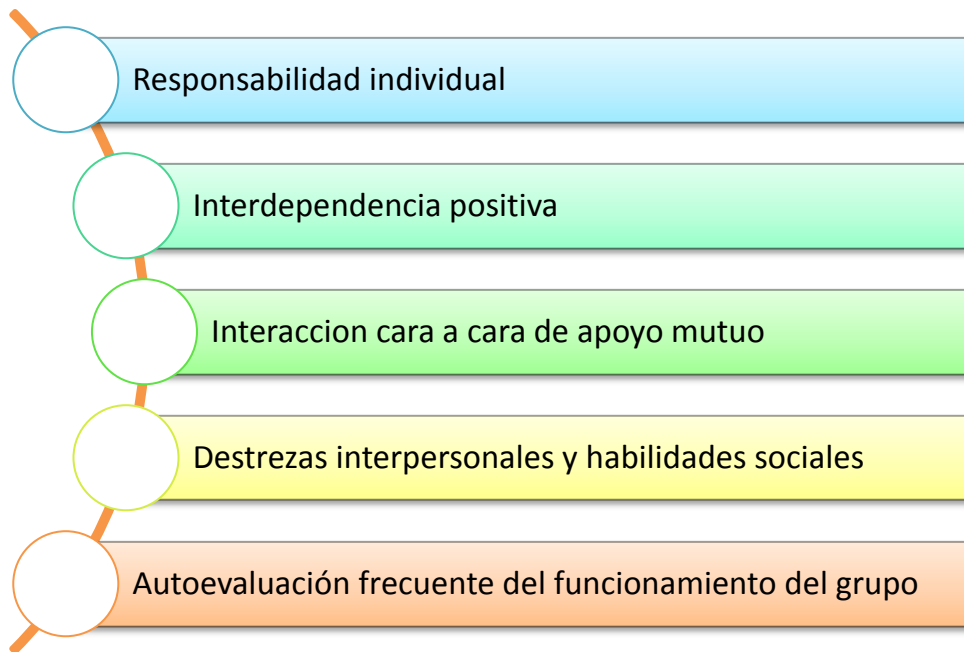 Responsabilidad individual
Interdependencia positiva
Interaccion cara a cara de apoyo mutuo
Destrezas interpersonales y habilidades sociales
Autoevaluación frecuente del funcionamiento del grupo